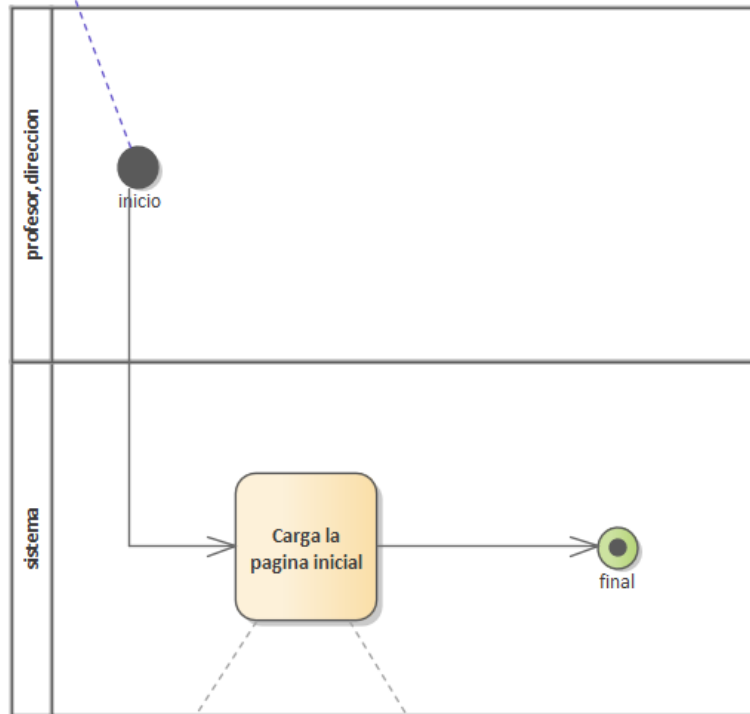 profesor,direccion
inicio
sistema
Carga la
pagina inicial
final